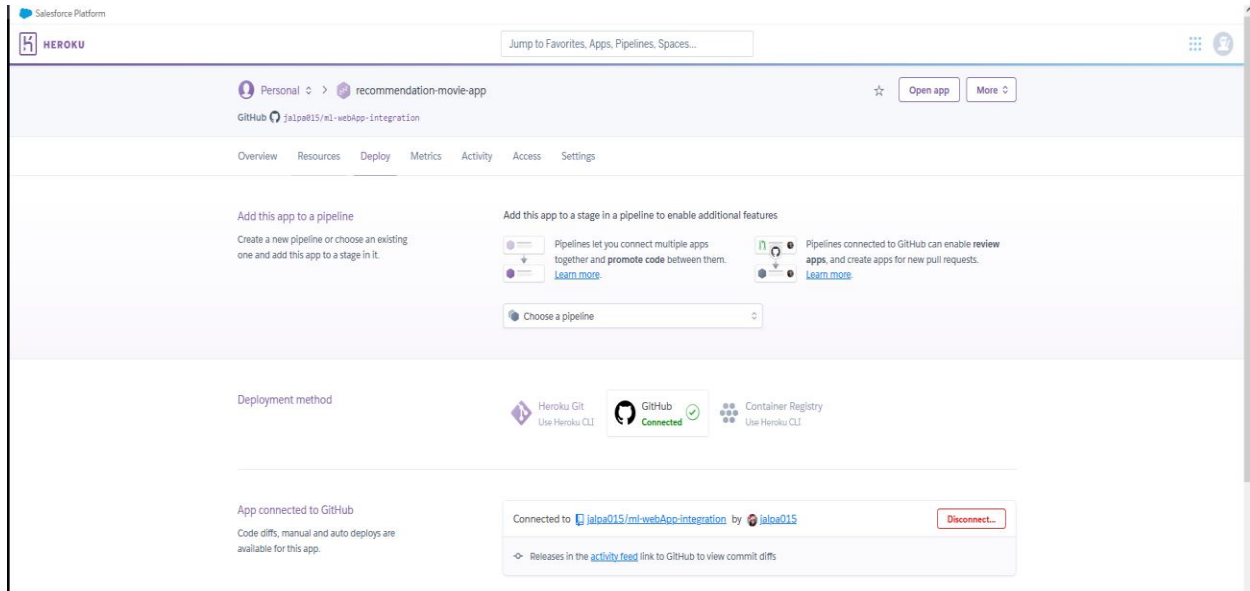 Salesforce Platform
HEROKU
Jump to Favorites, Apps, Pipelines, Spaces...
Personal > recommendation-movie-app
Open app
More
GitHub jalpa015/ml-webApp-integration
Overview Resources Deploy Metrics Activity Access Settings
Add this app to a pipeline
Create a new pipeline or choose an existing
one and add this app to a stage in it.
Add this app to a stage in a pipeline to enable additional features
Pipelines let you connect multiple apps
together and promote code between them.
Learn more.
Pipelines connected to GitHub can enable review
apps, and create apps for new pull requests.
Learn more.
Choose a pipeline
Deployment method
Heroku Git
Use Heroku CLI
GitHub
Connected
Container Registry
Use Heroku CLI
App connected to GitHub
Code diffs, manual and auto deploys are
available for this app.
Connected to jalpa015/ml-webApp-integration by jalpa015
Disconnect...
Releases in the activity feed link to GitHub to view commit diffs